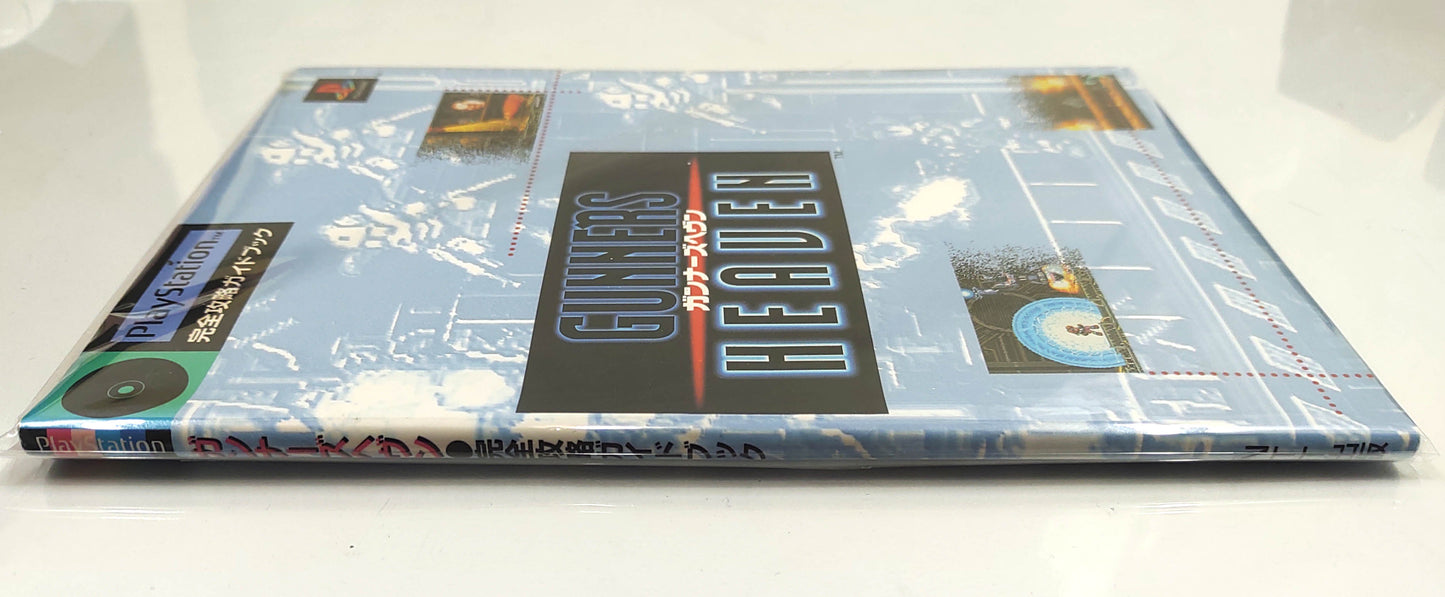 PlayStation™
完全攻略ガイドブック
GUNNERS
ガンナーズヘヴン
HEAVEN™
PlayStation
ガンナーズヘヴン●完全攻略ガイドブック